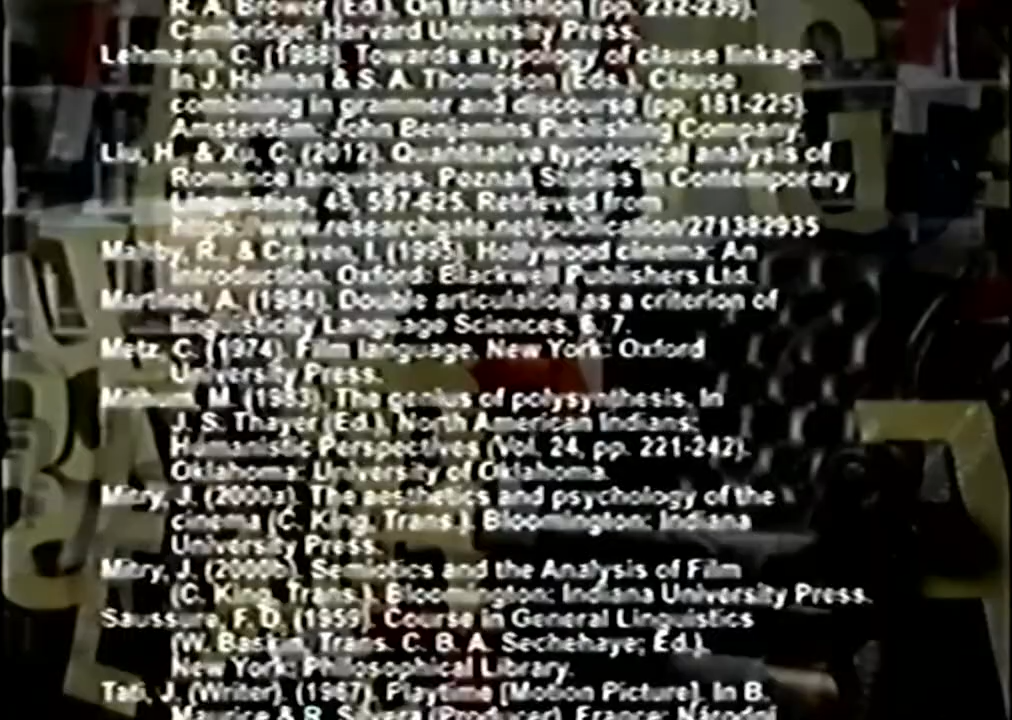 R. A. Brower (Ed.), On translation (pp. 232-239).
Cambridge: Harvard University Press.
Lehmann, C. (1988). Towards a typology of clause linkage.
In J. Haiman & S. A. Thompson (Eds.), Clause
combining in grammer and discourse (pp. 181-225).
Amsterdam: John Benjamins Publishing Company.
Liu, H., & Xu, C. (2012). Quantitative typological analysis of
Romance languages. Poznań Studies in Contemporary
Linguistics, 48, 597-625. Retrieved from
https://www.researchgate.net/publication/271382935
Maltby, R., & Craven, I. (1995). Hollywood cinema: An
introduction. Oxford: Blackwell Publishers Ltd.
Martinet, A. (1984). Double articulation as a criterion of
linguisticity Language Sciences, 6, 7.
Metz, C. (1974). Film language. New York: Oxford
University Press.
Mithun, M. (1983). The genius of polysynthesis. In
J. S. Thayer (Ed.), North American Indians:
Humanistic Perspectives (Vol. 24, pp. 221-242).
Oklahoma: University of Oklahoma.
Mitry, J. (2000a). The aesthetics and psychology of the
cinema (C. King, Trans.). Bloomington: Indiana
University Press.
Mitry, J. (2000b). Semiotics and the Analysis of Film
(C. King, Trans.). Bloomington: Indiana University Press.
Saussure, F. D. (1959). Course in General Linguistics
(W. Baskin, Trans. C. B. A. Sechehaye; Ed.).
New York: Philosophical Library.
Tati, J. (Writer). (1967). Playtime [Motion Picture]. In B.
Maurice & R. Silvera (Producer). France: Národní